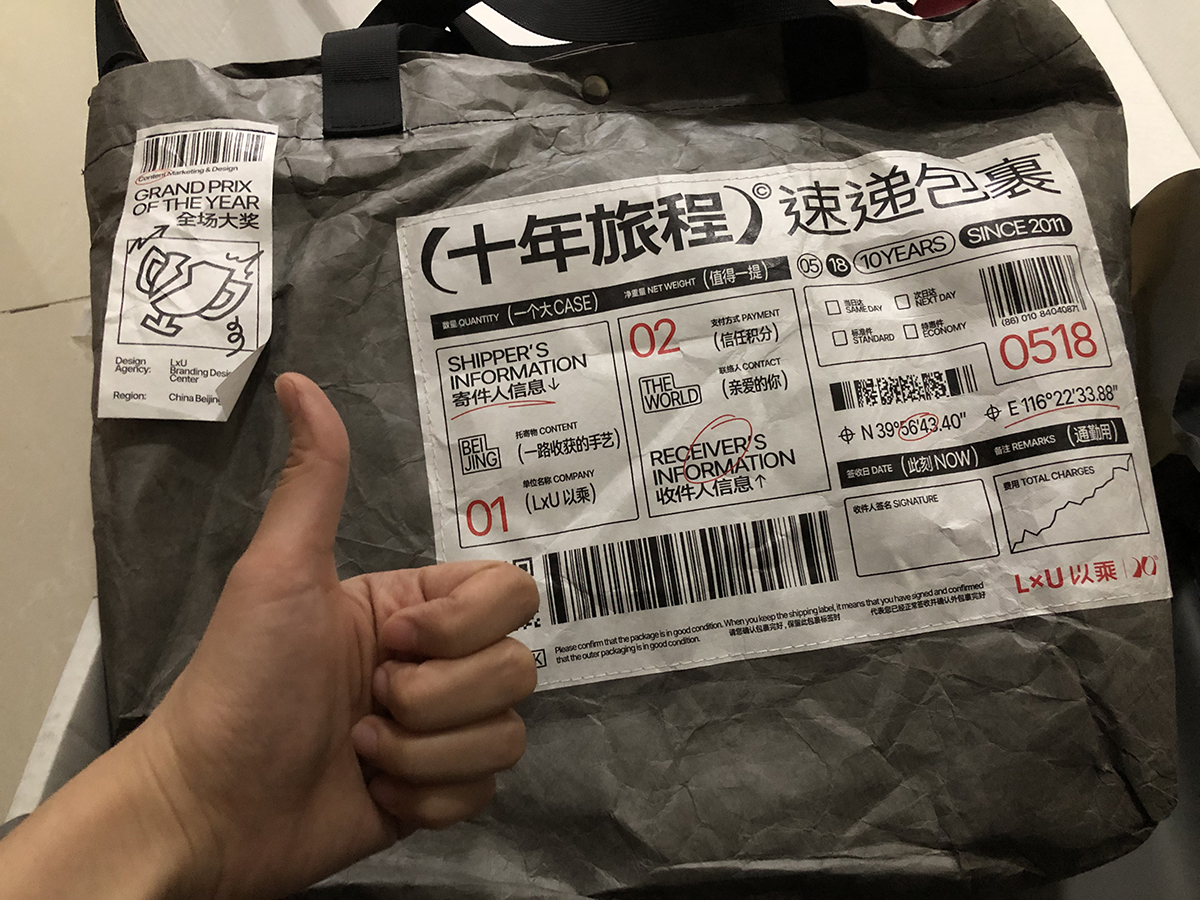 Content Marketing & Design
GRAND PRIX
OF THE YEAR
全场大奖
Design Agency:
LxU
Branding Desi
Center
Region:
China Beijing
(十年旅程)© 速递包裹
数量 QUANTITY (一个大CASE) 净重量 NET WEIGHT (值得一提)
05 18 10YEARS SINCE 2011
SHIPPER'S
INFORMATION
寄件人信息↓
BEI
JING
托寄物 CONTENT
(一路收获的手艺)
01
单位名称 COMPANY
(LxU 以乘)
02
支付方式 PAYMENT
(信任积分)
THE
WORLD
联络人 CONTACT
(亲爱的你)
RECEIVER'S
INFORMATION
收件人信息↑
当日达
SAME DAY
次日达
NEXT DAY
标准件
STANDARD
特惠件
ECONOMY
(86) 010 84040871
0518
N 39°56'43.40" E 116°22'33.88"
签收日 DATE (此刻 NOW) 备注 REMARKS (通勤用)
收件人签名 SIGNATURE
费用 TOTAL CHARGES
LxU 以乘
Please confirm that the package is in good condition. When you keep the shipping label, it means that you have signed and confirmed
that the outer packaging is in good condition.
请您确认包裹完好，保留此包裹标签时
代表您已经正常签收并确认外包裹完好